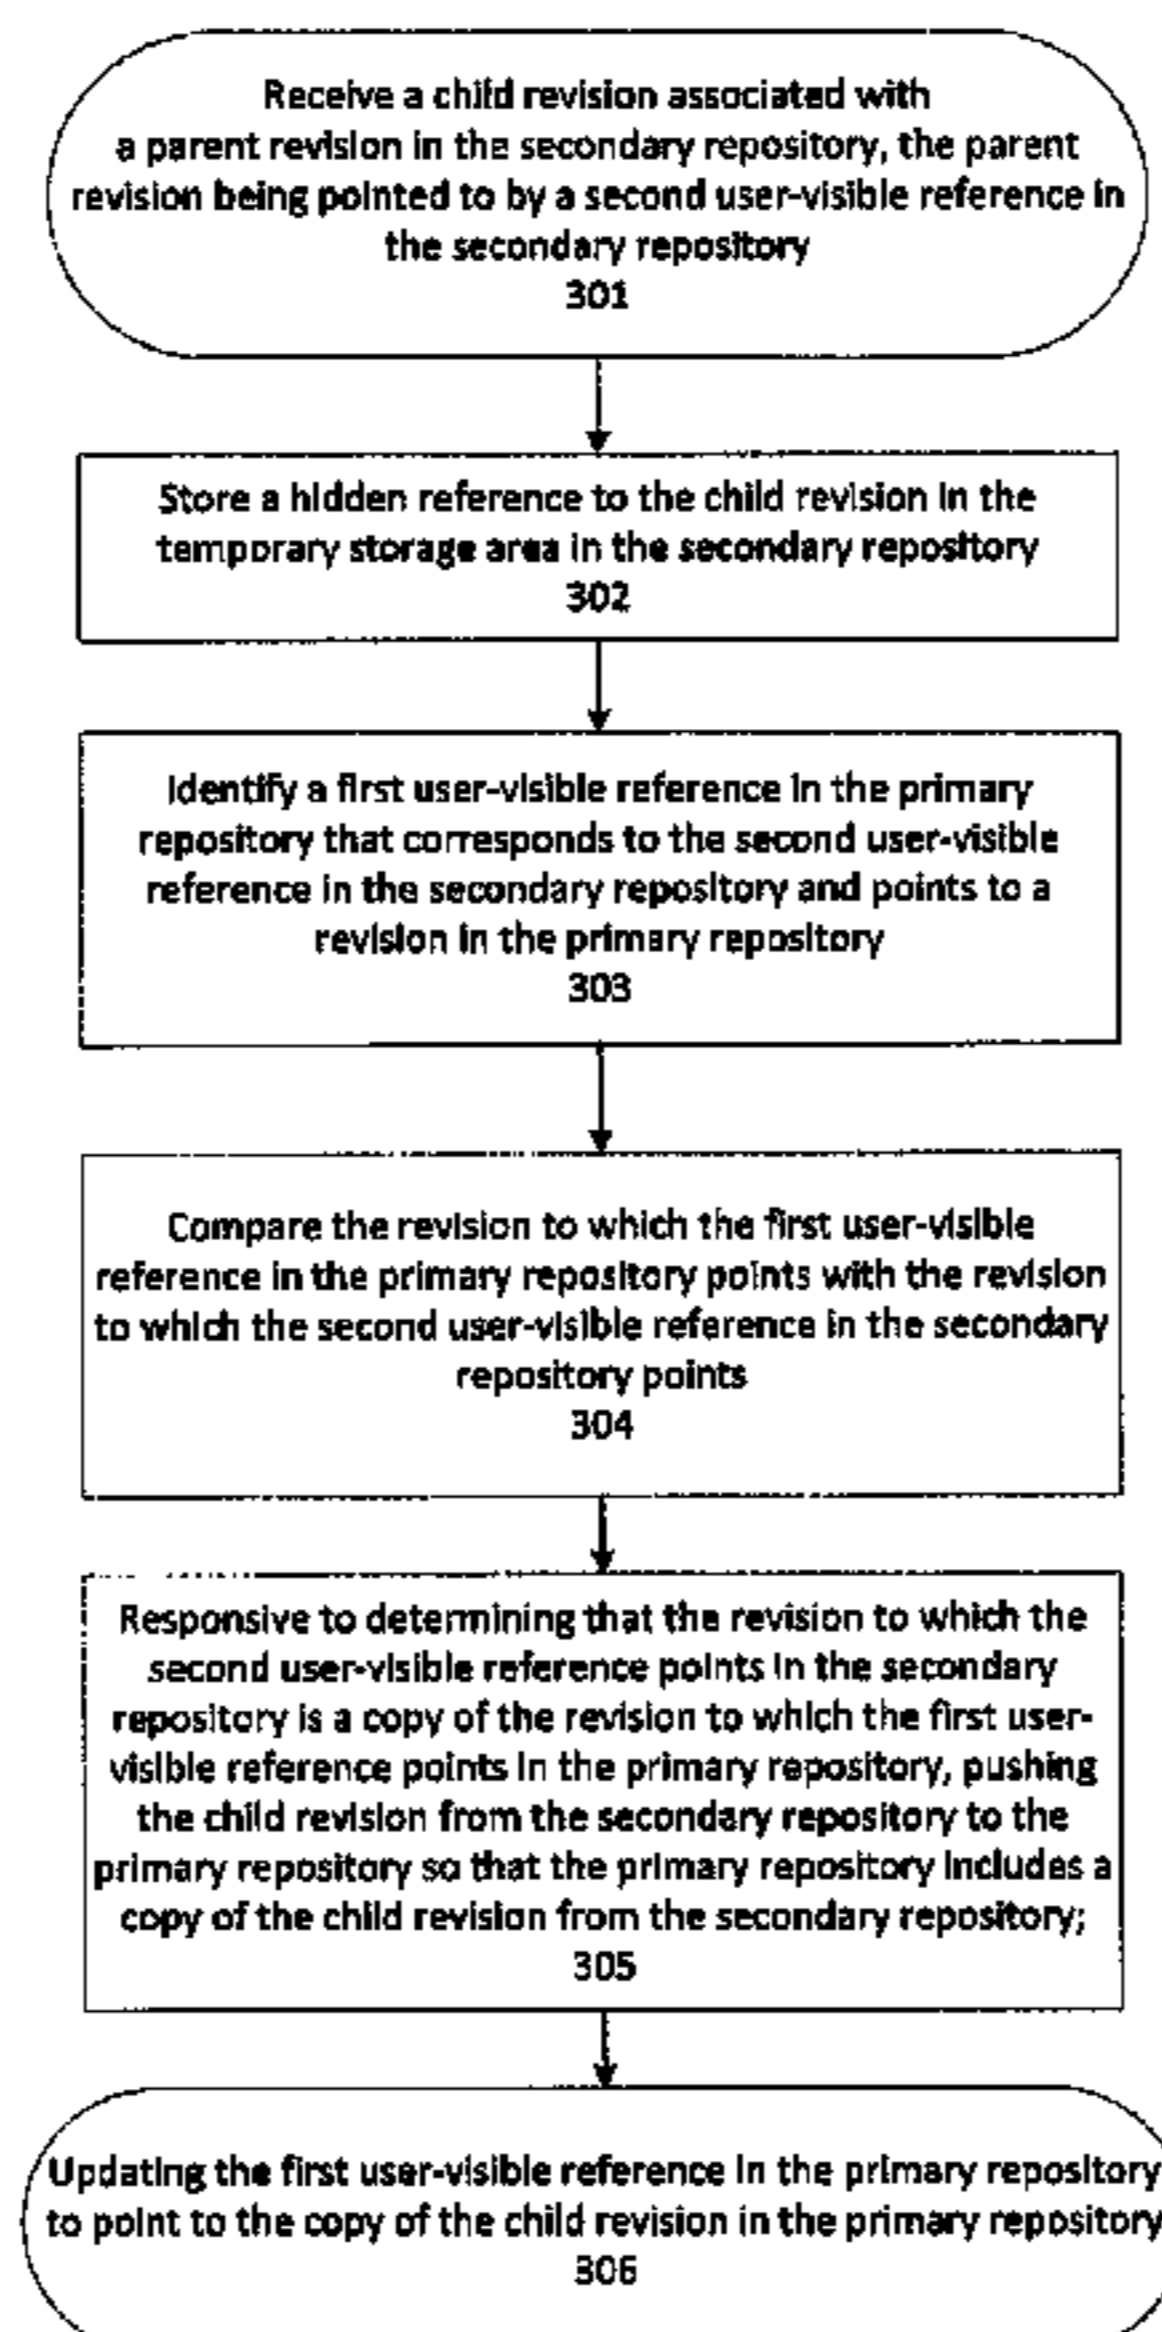 Receive a child revision associated with
a parent revision in the secondary repository, the parent
revision being pointed to by a second user-visible reference in
the secondary repository
301
Store a hidden reference to the child revision in the
temporary storage area in the secondary repository
302
Identify a first user-visible reference in the primary
repository that corresponds to the second user-visible
reference in the secondary repository and points to a
revision in the primary repository
303
Compare the revision to which the first user-visible
reference in the primary repository points with the revision
to which the second user-visible reference in the secondary
repository points
304
Responsive to determining that the revision to which the
second user-visible reference points in the secondary
repository is a copy of the revision to which the first user-
visible reference points in the primary repository, pushing
the child revision from the secondary repository to the
primary repository so that the primary repository includes a
copy of the child revision from the secondary repository;
305
Updating the first user-visible reference in the primary repository
to point to the copy of the child revision in the primary repository
306